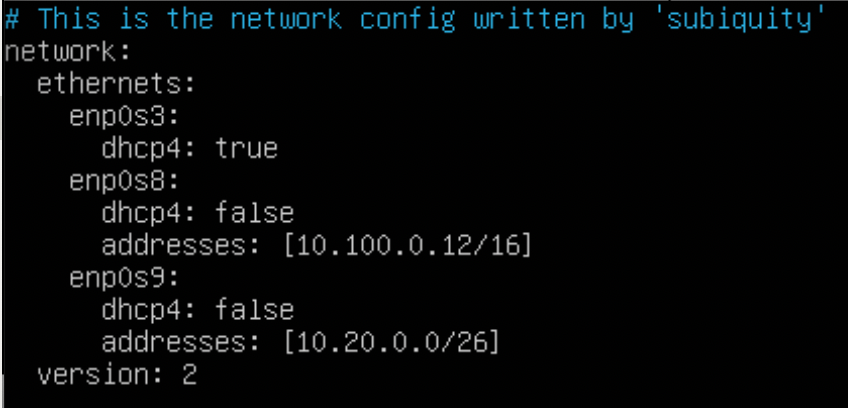 # This is the network config written by 'subiquity'
network:
  ethernets:
    enp0s3:
      dhcp4: true
    enp0s8:
      dhcp4: false
      addresses: [10.100.0.12/16]
    enp0s9:
      dhcp4: false
      addresses: [10.20.0.0/26]
  version: 2